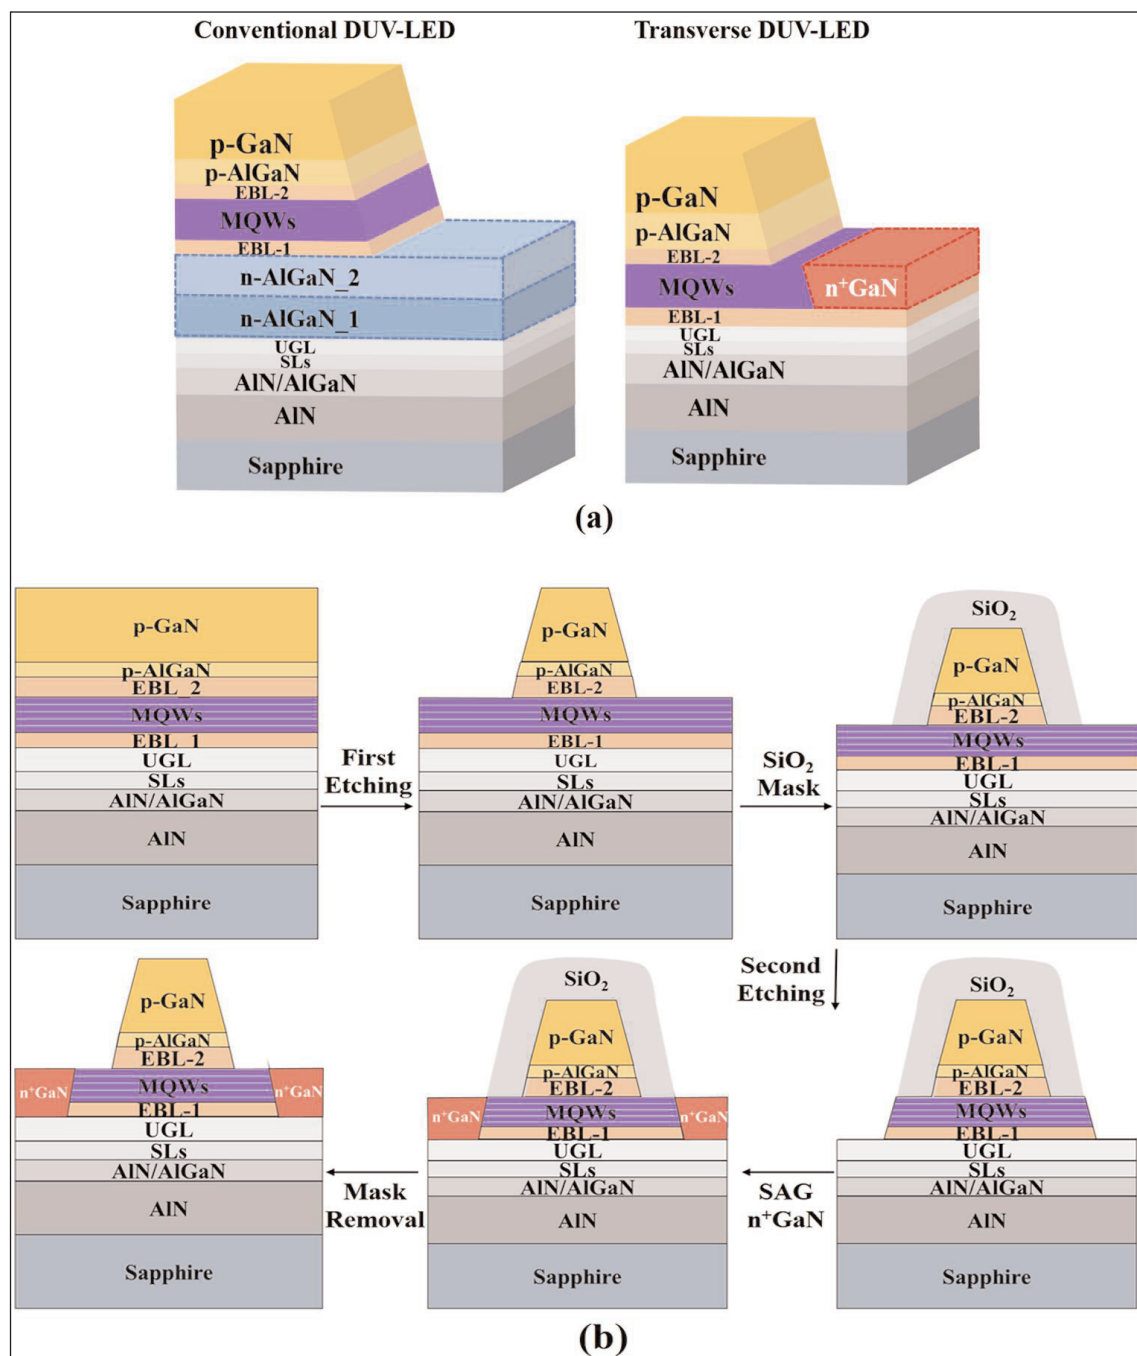 Conventional DUV-LED
p-GaN
p-AlGaN
EBL-2
MQWs
EBL-1
n-AlGaN_2
n-AlGaN_1
UGL
SLs
AlN/AlGaN
AlN
Sapphire
Transverse DUV-LED
p-GaN
p-AlGaN
EBL-2
MQWs
n⁺GaN
EBL-1
UGL
SLs
AlN/AlGaN
AlN
Sapphire
(a)
p-GaN
p-AlGaN
EBL_2
MQWs
EBL_1
UGL
SLs
AlN/AlGaN
AlN
Sapphire
First
Etching
p-GaN
p-AlGaN
EBL-2
MQWs
EBL-1
UGL
SLs
AlN/AlGaN
AlN
Sapphire
SiO₂
Mask
SiO₂
p-GaN
p-AlGaN
EBL-2
MQWs
EBL-1
UGL
SLs
AlN/AlGaN
AlN
Sapphire
Second
Etching
SiO₂
p-GaN
p-AlGaN
EBL-2
MQWs
EBL-1
UGL
SLs
AlN/AlGaN
AlN
Sapphire
SAG
n⁺GaN
SiO₂
p-GaN
p-AlGaN
EBL-2
n⁺GaN MQWs n⁺GaN
EBL-1
UGL
SLs
AlN/AlGaN
AlN
Sapphire
Mask
Removal
p-GaN
p-AlGaN
EBL-2
n⁺GaN MQWs n⁺GaN
EBL-1
UGL
SLs
AlN/AlGaN
AlN
Sapphire
(b)